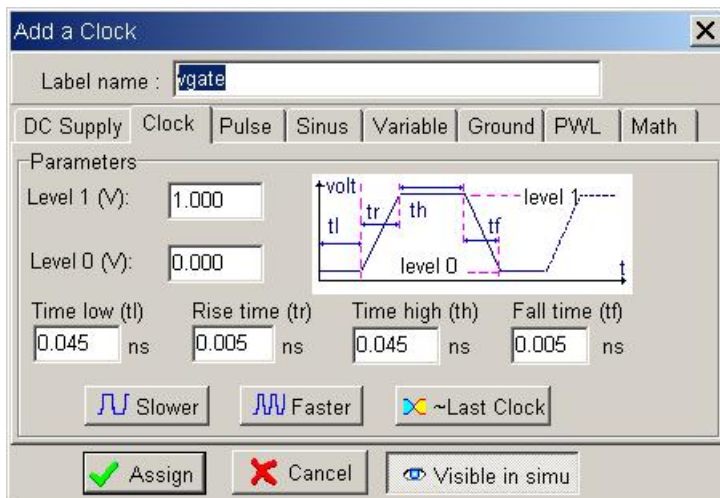 Add a Clock
Label name : vgate
DC Supply Clock Pulse Sinus Variable Ground PWL Math
Parameters
Level 1 (V): 1.000
Level 0 (V): 0.000
volt
tr th level 1
tl tf
level 0 t
Time low (tl) Rise time (tr) Time high (th) Fall time (tf)
0.045 ns 0.005 ns 0.045 ns 0.005 ns
Slower Faster ~Last Clock
Assign Cancel Visible in simu